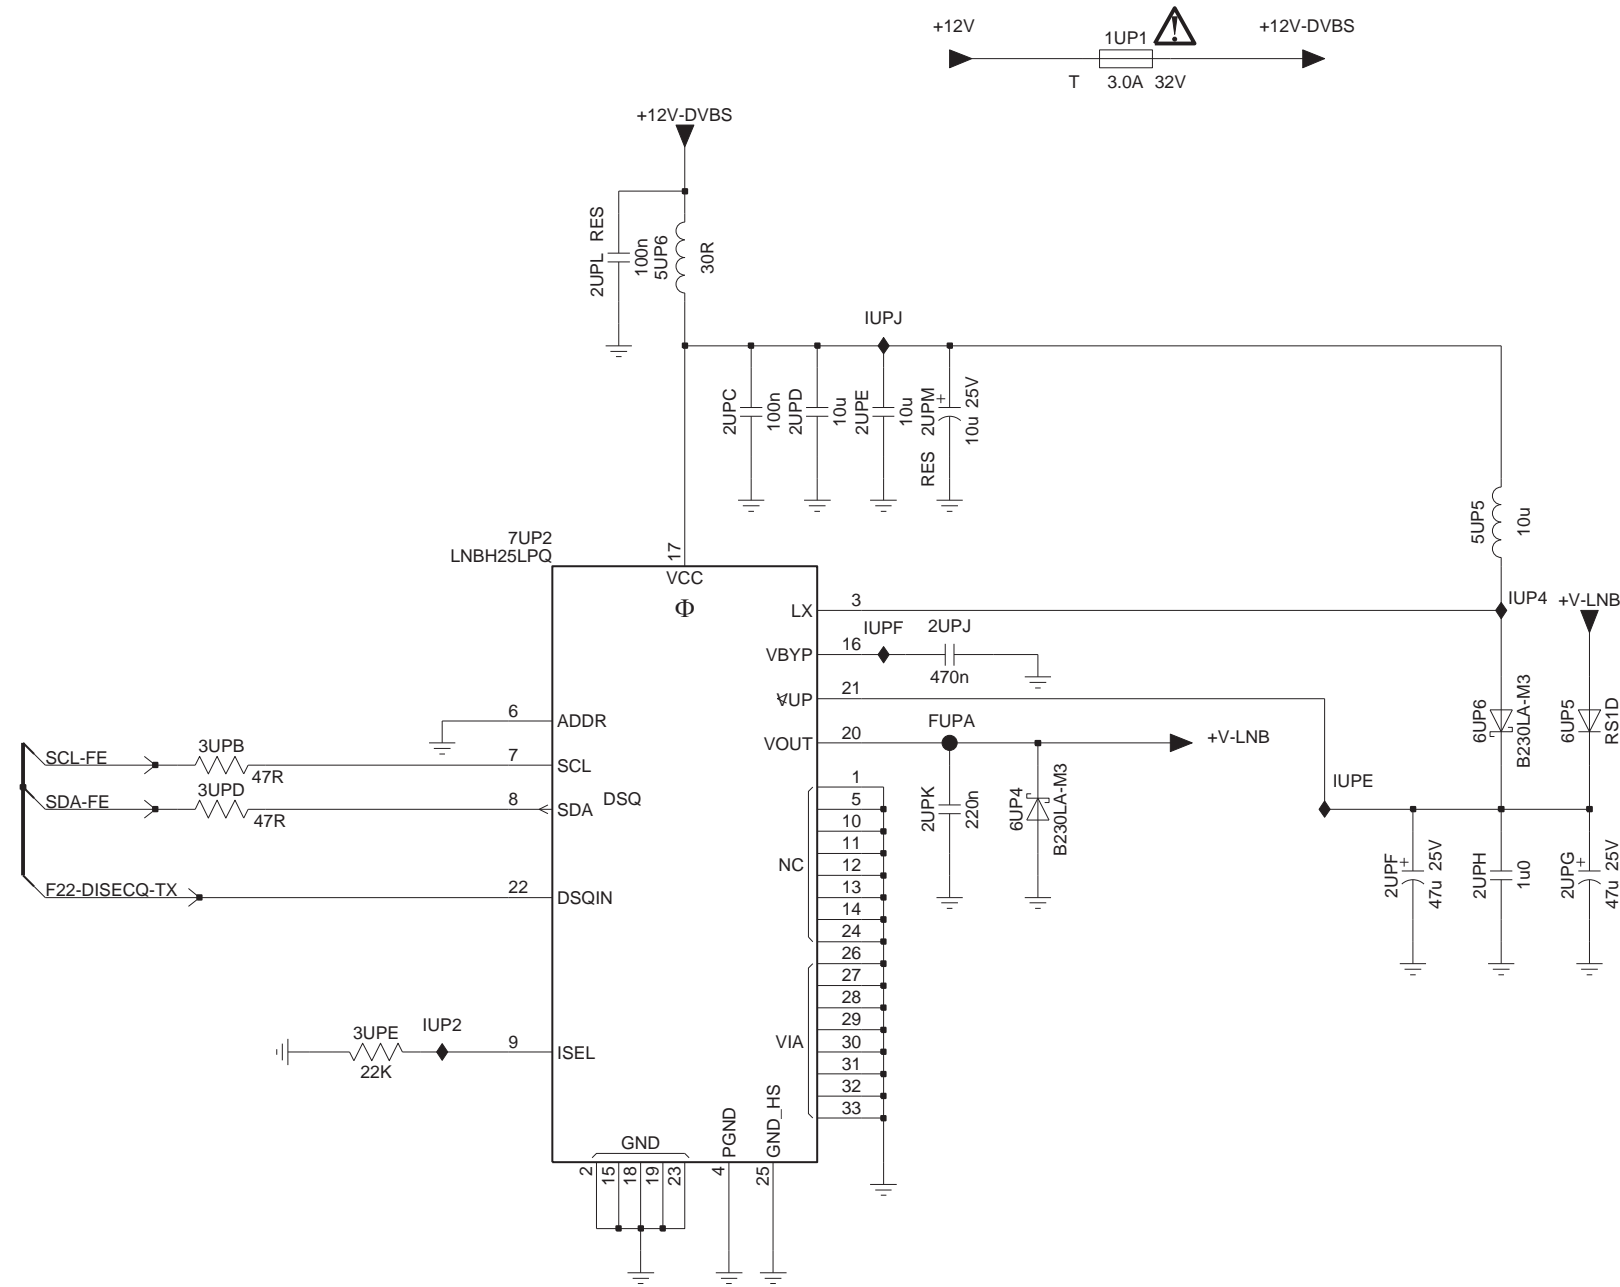 +12V
1UP1
+12V-DVBS
T 3.0A 32V
+12V-DVBS
2UPL RES
100n
5UP6
30R
IUPJ
2UPC
100n
2UPD
10u
2UPE
10u
RES 2UPM
+
10u 25V
5UP5
10u
7UP2
LNBH25LPQ
17
VCC
Φ
LX
3
IUP4
+V-LNB
VBYP
16
IUPF
2UPJ
470n
VUP
21
6UP6
B230LA-M3
6UP5
RS1D
ADDR
6
VOUT
20
FUPA
+V-LNB
SCL-FE
3UPB
47R
7
SCL
SDA-FE
3UPD
47R
8
SDA
DSQ
IUPE
2UPK
220n
6UP4
B230LA-M3
NC
1
5
10
11
12
13
14
24
F22-DISECQ-TX
22
DSQIN
2UPF
+
47u 25V
2UPH
1u0
2UPG
+
47u 25V
VIA
26
27
28
29
30
31
32
33
3UPE
22K
IUP2
9
ISEL
GND
PGND
GND_HS
2
15
18
19
23
4
25